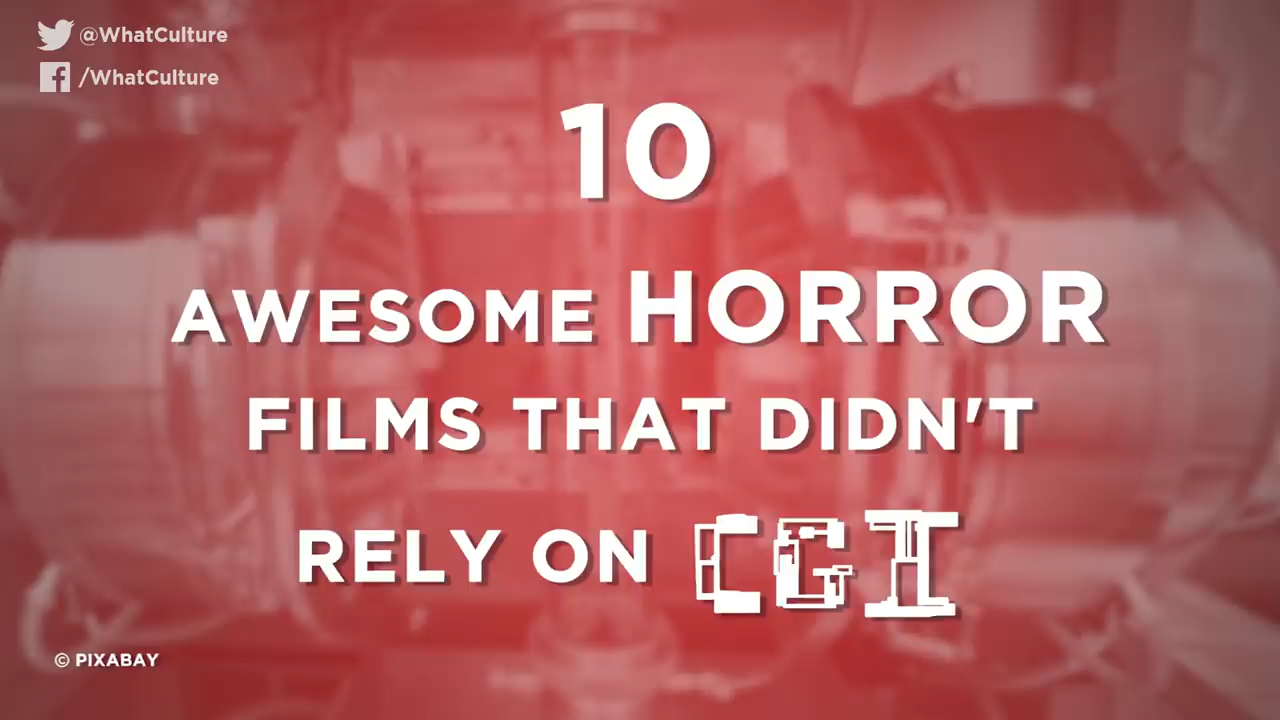 @WhatCulture
/WhatCulture
10
AWESOME HORROR
FILMS THAT DIDN'T
RELY ON CGI
© PIXABAY